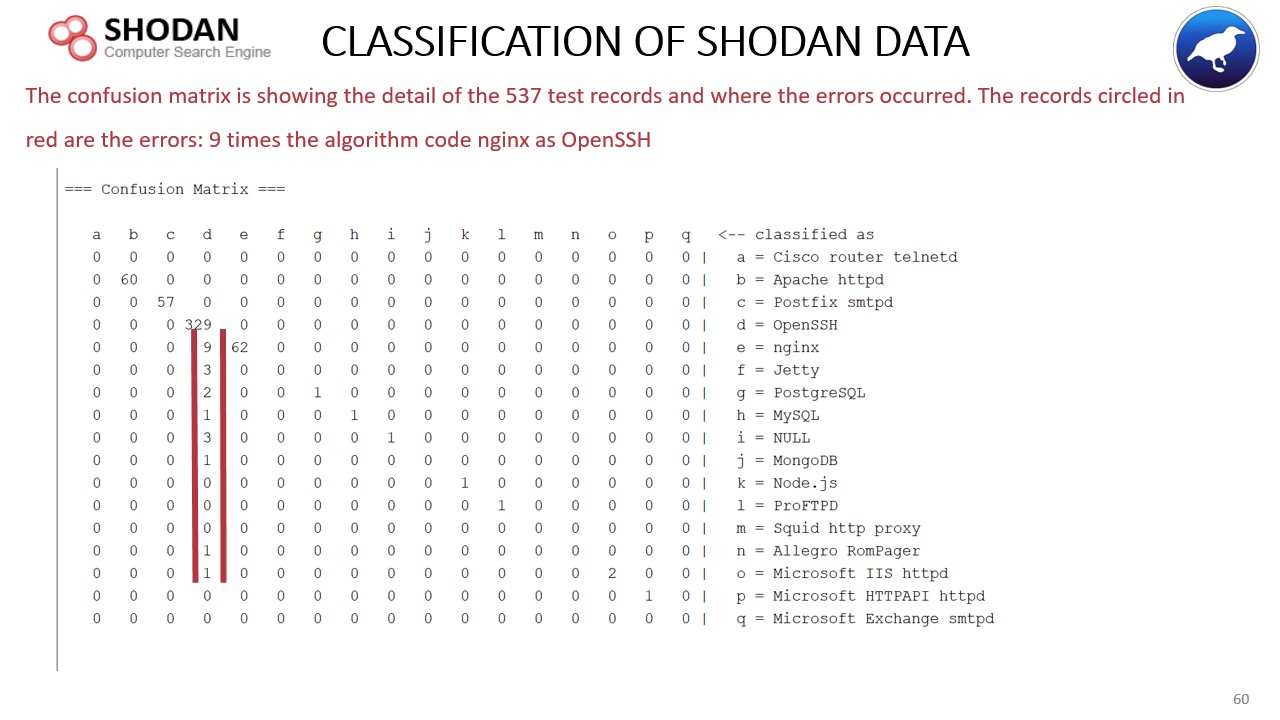 SHODAN
Computer Search Engine
CLASSIFICATION OF SHODAN DATA
The confusion matrix is showing the detail of the 537 test records and where the errors occurred. The records circled in
red are the errors: 9 times the algorithm code nginx as OpenSSH
=== Confusion Matrix ===
a b c d e f g h i j k l m n o p q <-- classified as
0 0 0 0 0 0 0 0 0 0 0 0 0 0 0 0 0 | a = Cisco router telnetd
0 60 0 0 0 0 0 0 0 0 0 0 0 0 0 0 0 | b = Apache httpd
0 0 57 0 0 0 0 0 0 0 0 0 0 0 0 0 0 | c = Postfix smtpd
0 0 0 329 0 0 0 0 0 0 0 0 0 0 0 0 0 | d = OpenSSH
0 0 0 9 62 0 0 0 0 0 0 0 0 0 0 0 0 | e = nginx
0 0 0 3 0 0 0 0 0 0 0 0 0 0 0 0 0 | f = Jetty
0 0 0 2 0 0 1 0 0 0 0 0 0 0 0 0 0 | g = PostgreSQL
0 0 0 1 0 0 0 1 0 0 0 0 0 0 0 0 0 | h = MySQL
0 0 0 3 0 0 0 0 1 0 0 0 0 0 0 0 0 | i = NULL
0 0 0 1 0 0 0 0 0 0 0 0 0 0 0 0 0 | j = MongoDB
0 0 0 0 0 0 0 0 0 0 1 0 0 0 0 0 0 | k = Node.js
0 0 0 0 0 0 0 0 0 0 0 1 0 0 0 0 0 | l = ProFTPD
0 0 0 0 0 0 0 0 0 0 0 0 0 0 0 0 0 | m = Squid http proxy
0 0 0 1 0 0 0 0 0 0 0 0 0 0 0 0 0 | n = Allegro RomPager
0 0 0 1 0 0 0 0 0 0 0 0 0 0 2 0 0 | o = Microsoft IIS httpd
0 0 0 0 0 0 0 0 0 0 0 0 0 0 0 1 0 | p = Microsoft HTTPAPI httpd
0 0 0 0 0 0 0 0 0 0 0 0 0 0 0 0 0 | q = Microsoft Exchange smtpd
60